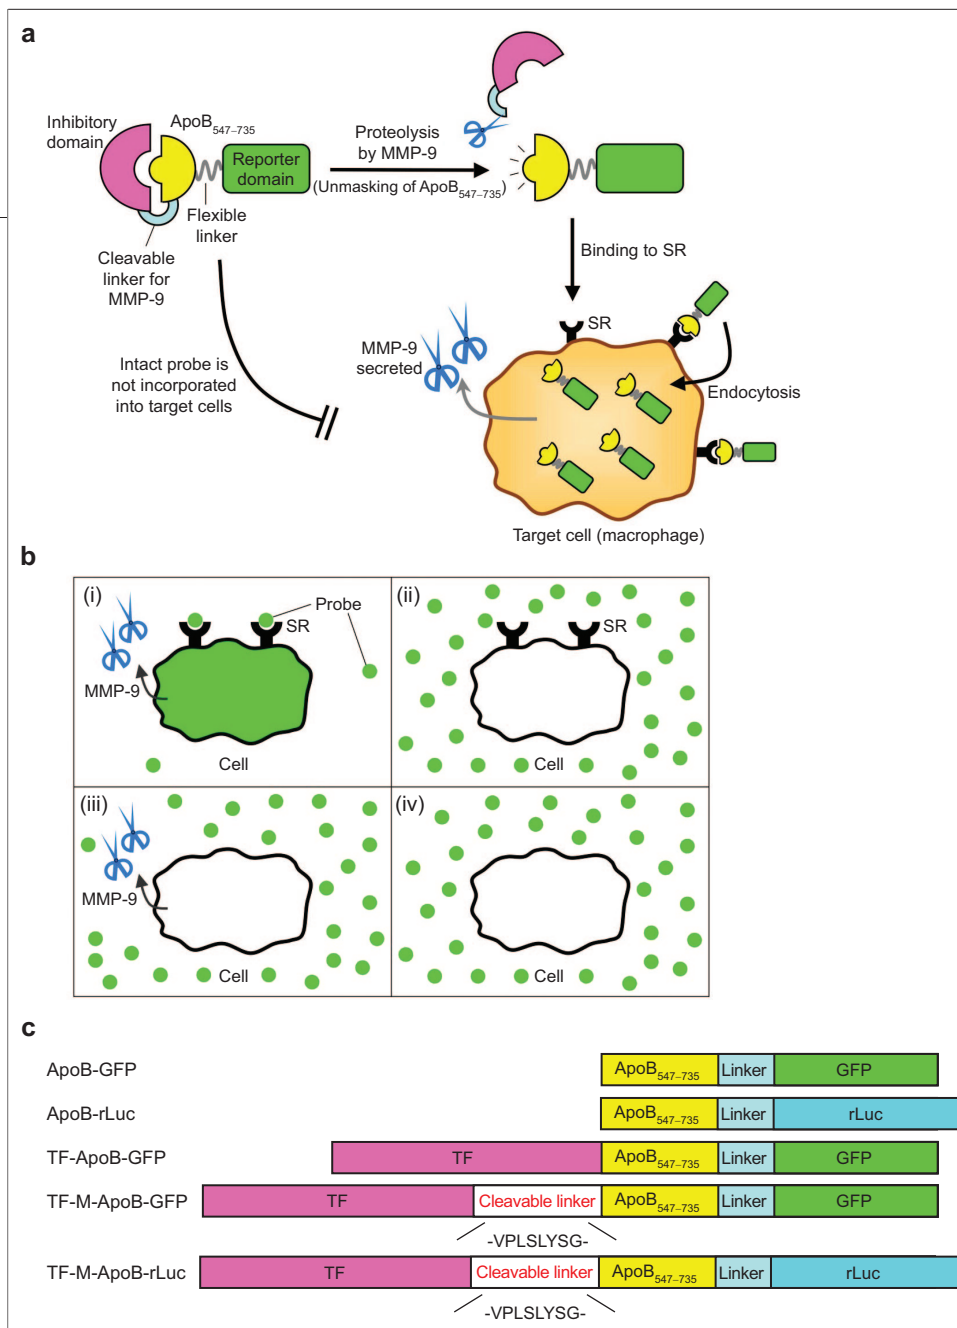 a
Inhibitory
domain
ApoB547–735
Reporter
domain
Flexible
linker
Cleavable
linker for
MMP-9
Proteolysis
by MMP-9
(Unmasking of ApoB547–735)
Binding to SR
Intact probe is
not incorporated
into target cells
MMP-9
secreted
SR
Endocytosis
Target cell (macrophage)
b
(i)
Probe
SR
MMP-9
Cell
(ii)
SR
Cell
(iii)
MMP-9
Cell
(iv)
Cell
c
ApoB-GFP
ApoB547–735 Linker GFP
ApoB-rLuc
ApoB547–735 Linker rLuc
TF-ApoB-GFP
TF ApoB547–735 Linker GFP
TF-M-ApoB-GFP
TF Cleavable linker ApoB547–735 Linker GFP
-VPLSLYSG-
TF-M-ApoB-rLuc
TF Cleavable linker ApoB547–735 Linker rLuc
-VPLSLYSG-